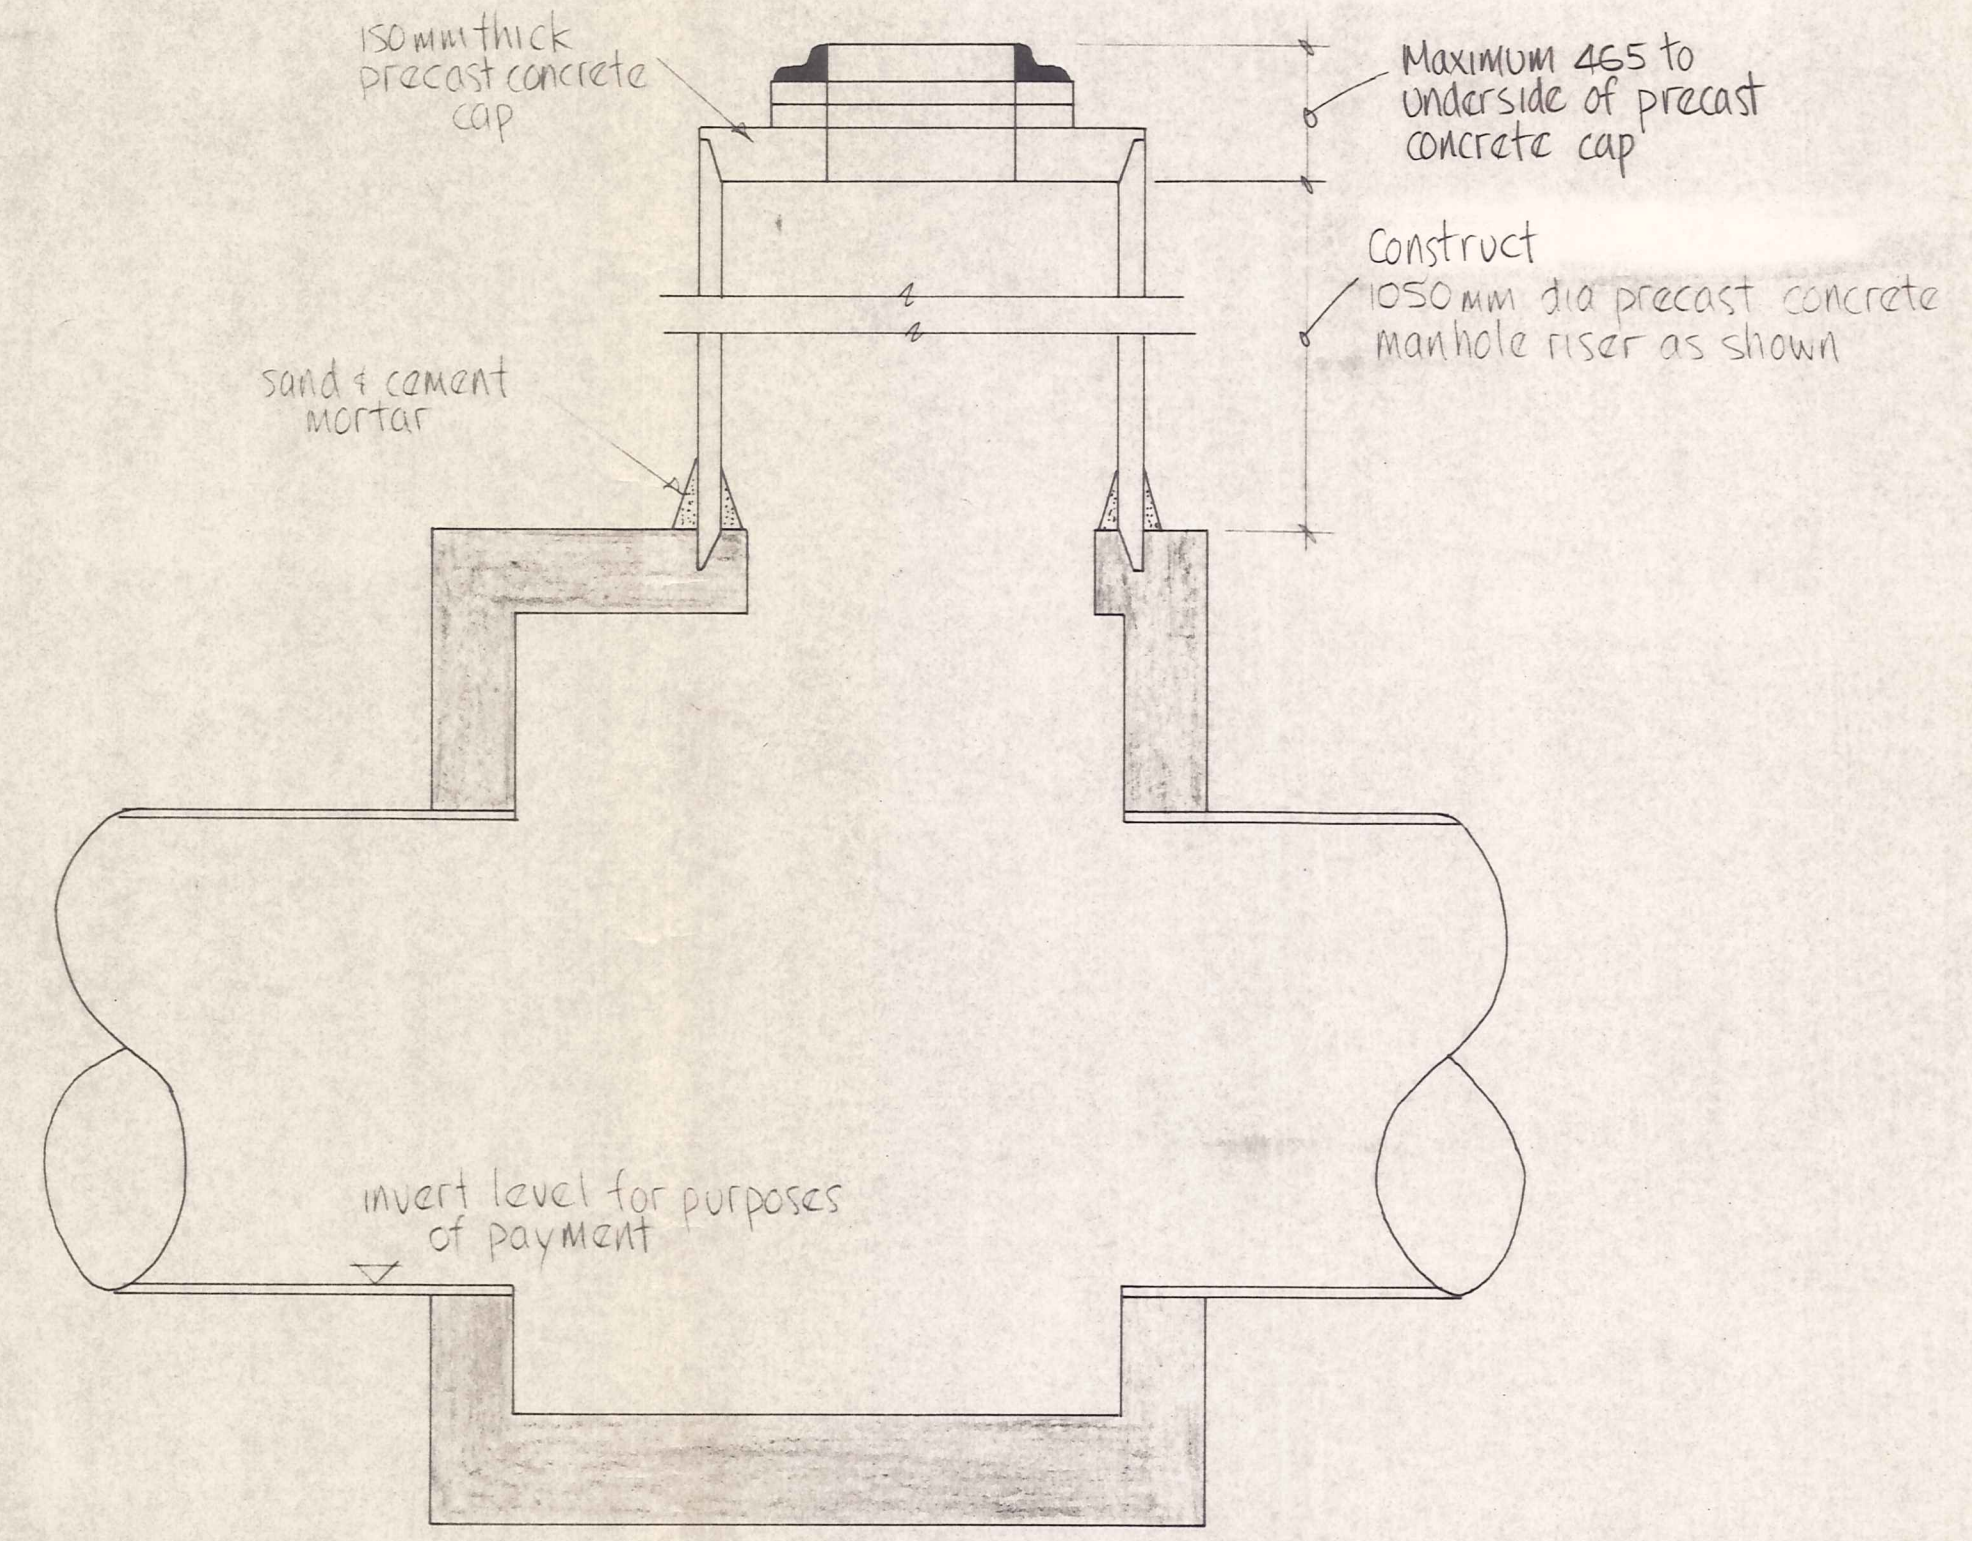 150mm thick
precast concrete
cap
Maximum 465 to
underside of precast
concrete cap
Construct
1050mm dia precast concrete
manhole riser as shown
sand & cement
mortar
invert level for purposes
of payment